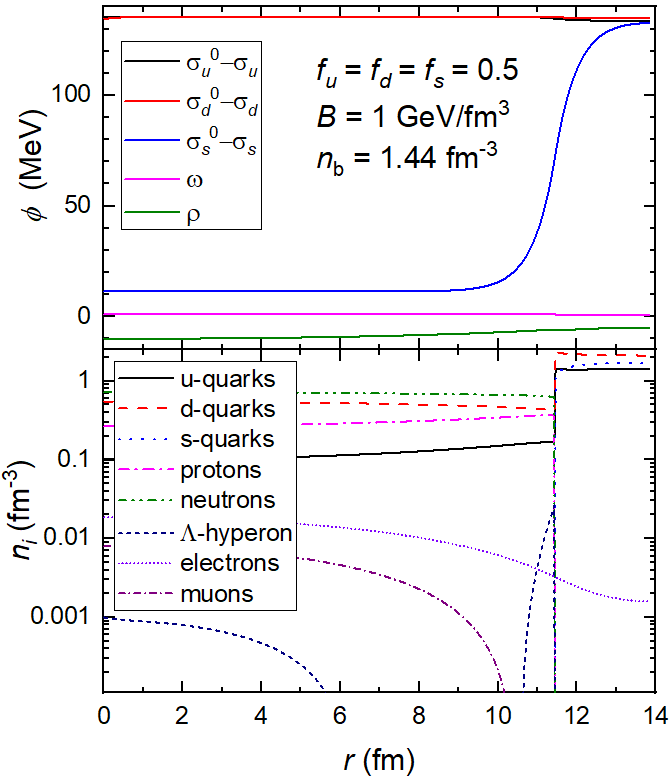 σu0–σu
σd0–σd
σs0–σs
ω
ρ
fu = fd = fs = 0.5
B = 1 GeV/fm3
nb = 1.44 fm-3
ϕ (MeV)
100
50
0
u-quarks
d-quarks
s-quarks
protons
neutrons
Λ-hyperon
electrons
muons
ni (fm-3)
1
0.1
0.01
0.001
0 2 4 6 8 10 12 14
r (fm)